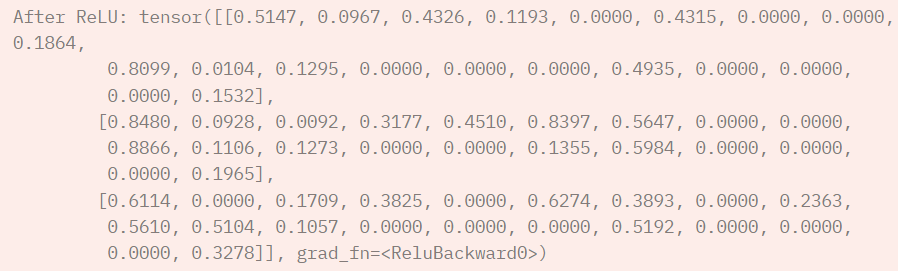 After ReLU: tensor([[0.5147, 0.0967, 0.4326, 0.1193, 0.0000, 0.4315, 0.0000, 0.0000,
0.1864,
0.8099, 0.0104, 0.1295, 0.0000, 0.0000, 0.0000, 0.4935, 0.0000, 0.0000,
0.0000, 0.1532],
[0.8480, 0.0928, 0.0092, 0.3177, 0.4510, 0.8397, 0.5647, 0.0000, 0.0000,
0.8866, 0.1106, 0.1273, 0.0000, 0.0000, 0.1355, 0.5984, 0.0000, 0.0000,
0.0000, 0.1965],
[0.6114, 0.0000, 0.1709, 0.3825, 0.0000, 0.6274, 0.3893, 0.0000, 0.2363,
0.5610, 0.5104, 0.1057, 0.0000, 0.0000, 0.0000, 0.5192, 0.0000, 0.0000,
0.0000, 0.3278]], grad_fn=<ReluBackward0>)